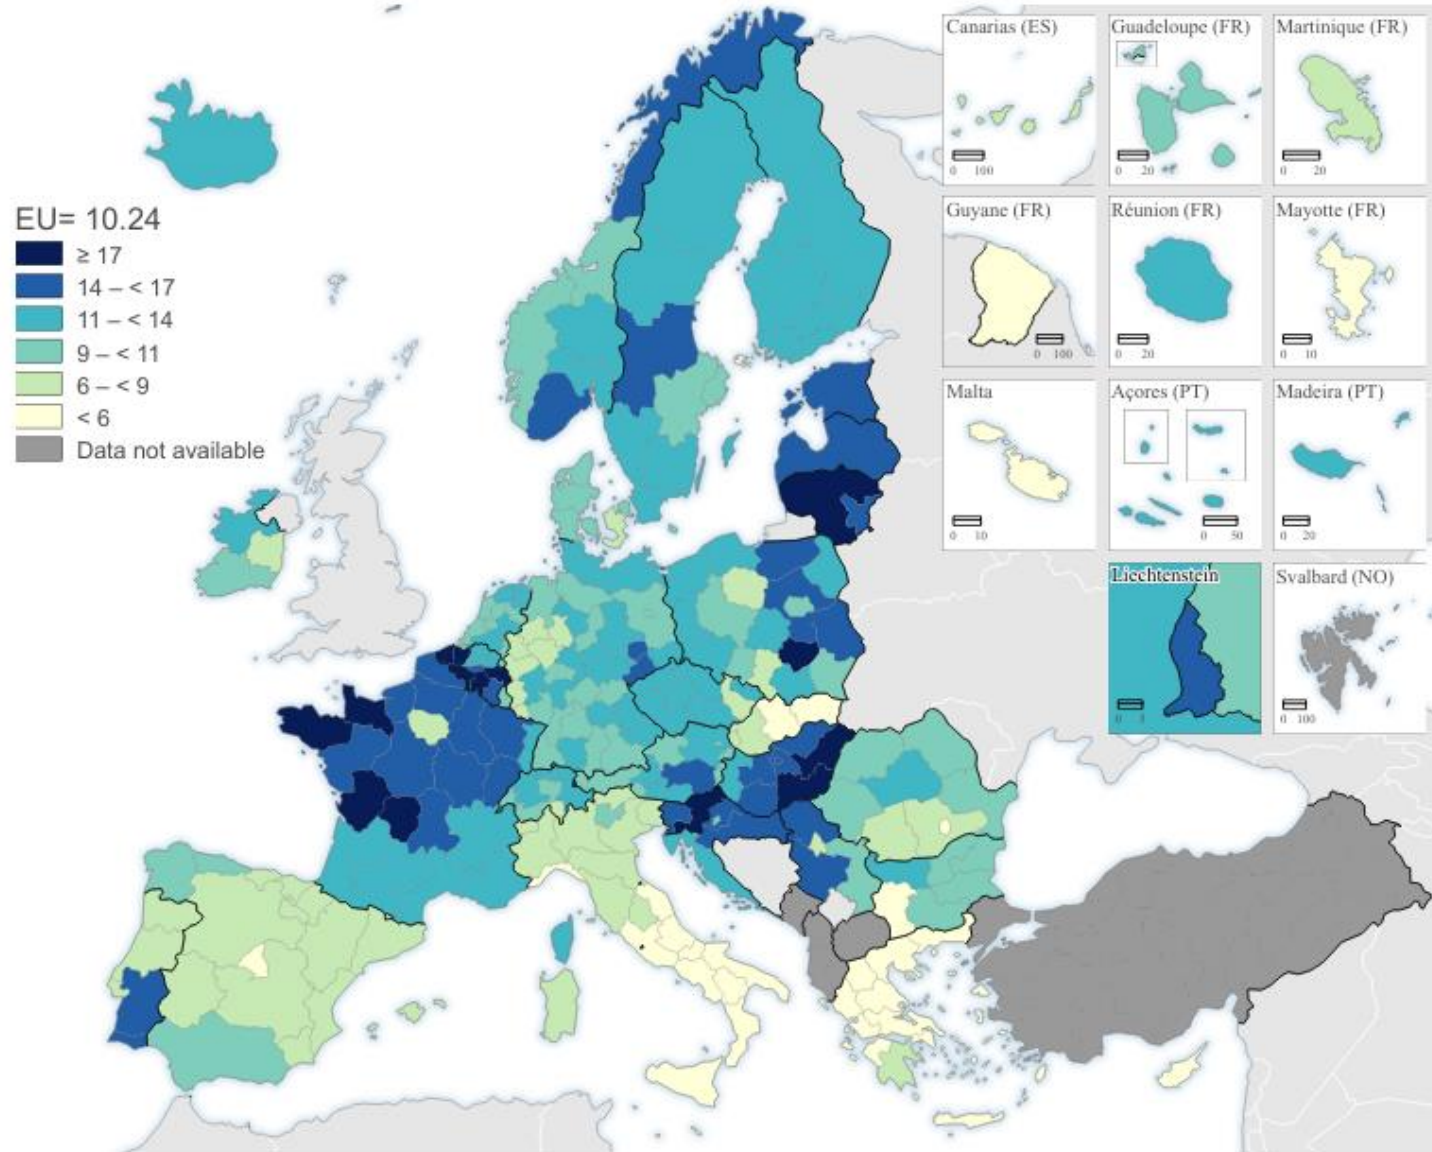 EU= 10.24
≥ 17
14 – < 17
11 – < 14
9 – < 11
6 – < 9
< 6
Data not available
Canarias (ES)
0 100
Guadeloupe (FR)
0 20
Martinique (FR)
0 20
Guyane (FR)
0 100
Réunion (FR)
0 20
Mayotte (FR)
0 10
Malta
0 10
Açores (PT)
0 50
Madeira (PT)
0 20
Liechtenstein
0
Svalbard (NO)
0 100